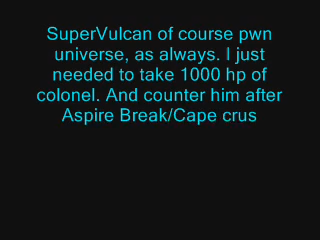 SuperVulcan of course pwn
universe, as always. I just
needed to take 1000 hp of
colonel. And counter him after
Aspire Break/Cape crus